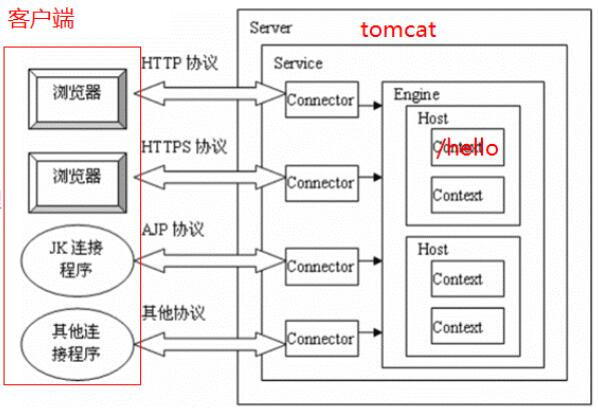 客户端
Server
tomcat
HTTP 协议
Service
浏览器
Connector
Engine
Host
Context
/hello
HTTPS 协议
浏览器
Connector
Context
AJP 协议
JK 连接
程序
Connector
Host
Context
其他协议
其他连
接程序
Connector
Context